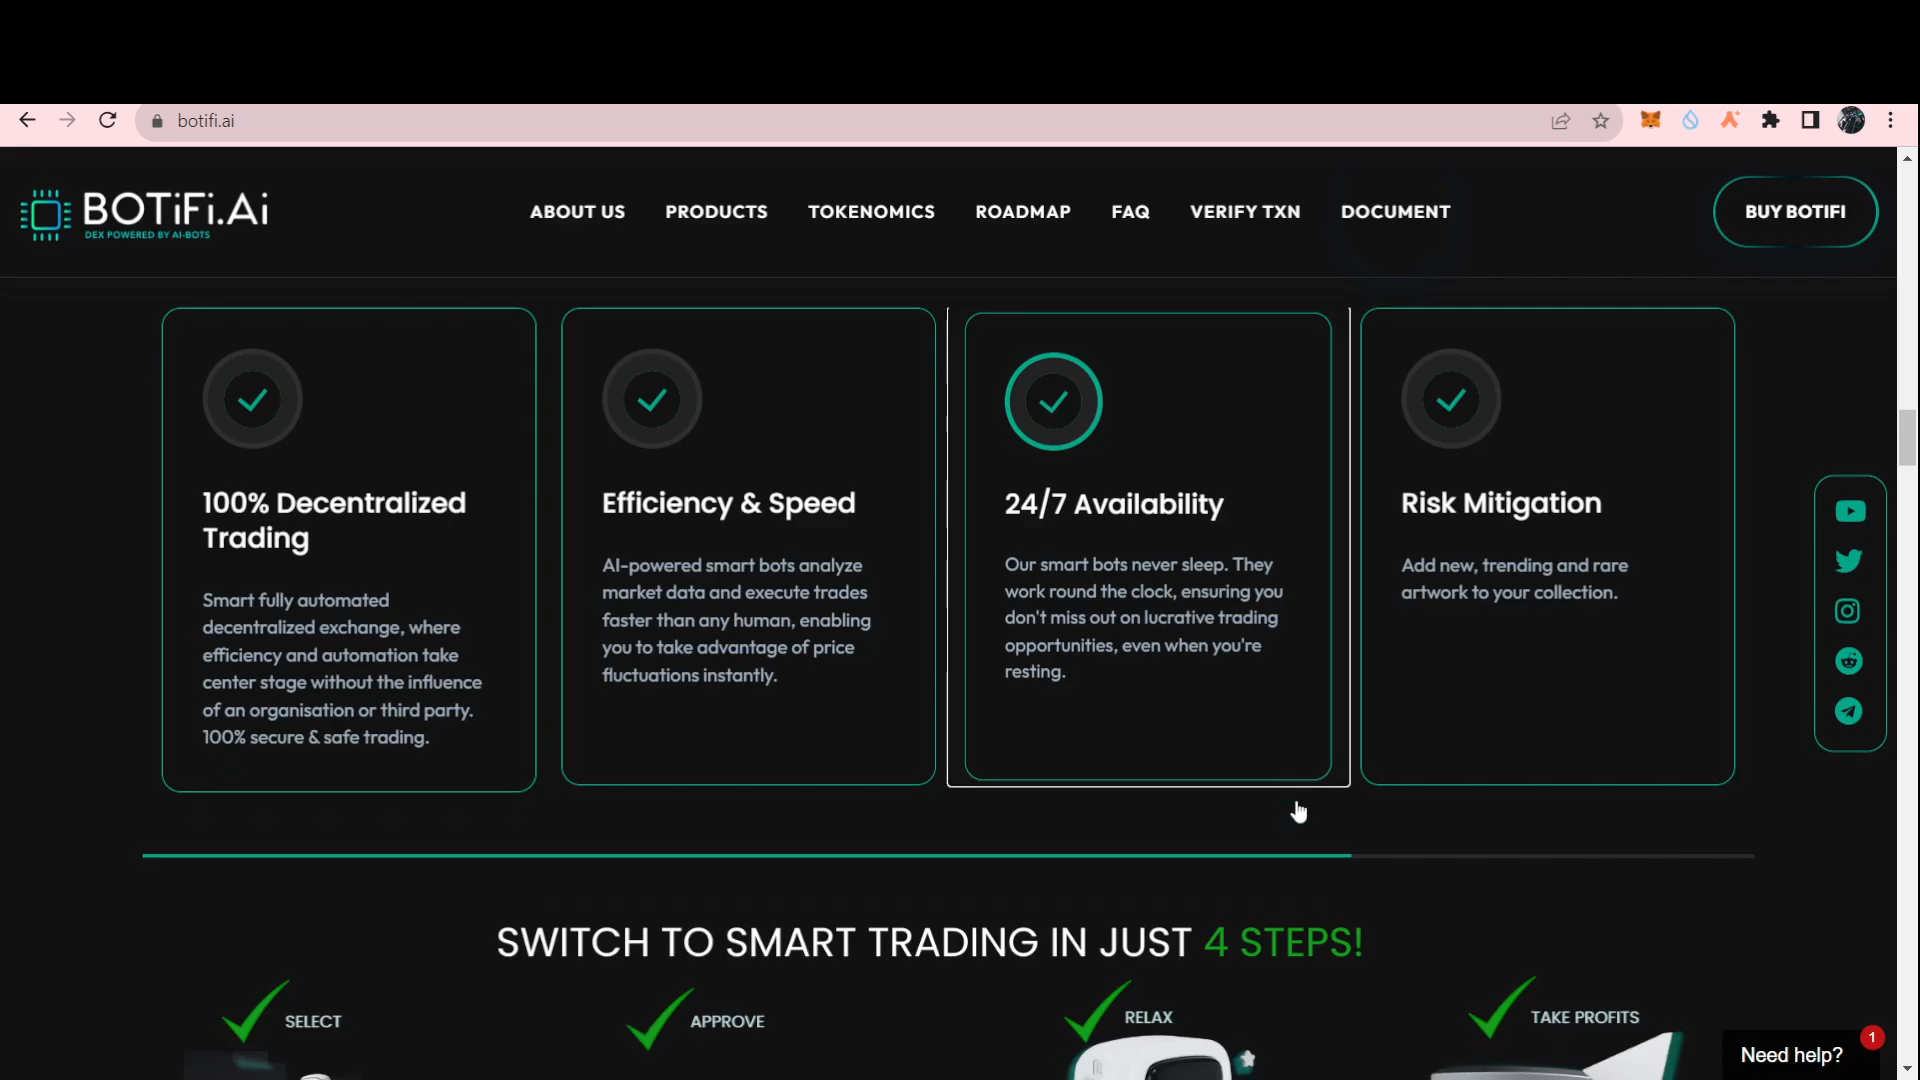 botifi.ai
BOTiFi.Ai
DEX POWERED BY AI-BOTS
ABOUT US
PRODUCTS
TOKENOMICS
ROADMAP
FAQ
VERIFY TXN
DOCUMENT
BUY BOTIFI
100% Decentralized
Trading
Smart fully automated
decentralized exchange, where
efficiency and automation take
center stage without the influence
of an organisation or third party.
100% secure & safe trading.
Efficiency & Speed
AI-powered smart bots analyze
market data and execute trades
faster than any human, enabling
you to take advantage of price
fluctuations instantly.
24/7 Availability
Our smart bots never sleep. They
work round the clock, ensuring you
don't miss out on lucrative trading
opportunities, even when you're
resting.
Risk Mitigation
Add new, trending and rare
artwork to your collection.
SWITCH TO SMART TRADING IN JUST 4 STEPS!
SELECT
APPROVE
RELAX
TAKE PROFITS
Need help?
1